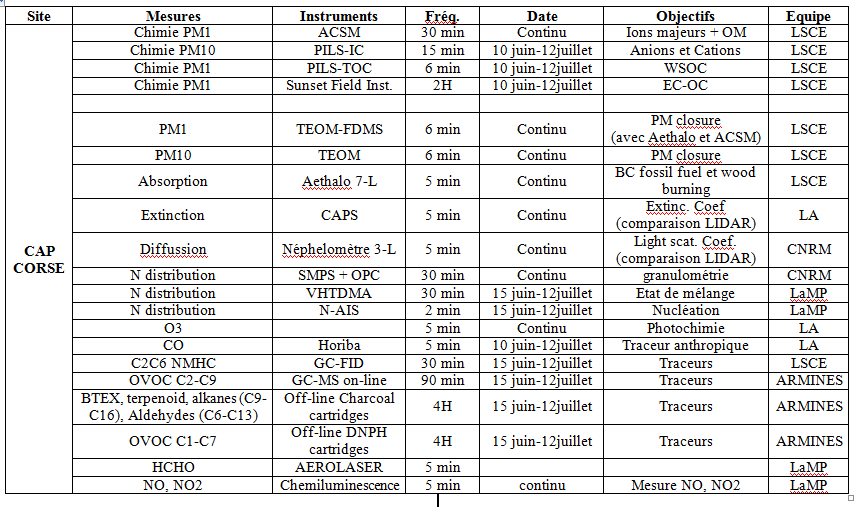 Site Mesures Instruments Fréq. Date Objectifs Equipe
Chimie PM1 ACSM 30 min Continu Ions majeurs + OM LSCE
Chimie PM10 PILS-IC 15 min 10 juin-12juillet Anions et Cations LSCE
Chimie PM1 PILS-TOC 6 min 10 juin-12juillet WSOC LSCE
Chimie PM1 Sunset Field Inst. 2H 10 juin-12juillet EC-OC LSCE
PM1 TEOM-FDMS 6 min Continu PM closure
(avec Aethalo et ACSM) LSCE
PM10 TEOM 6 min Continu PM closure LSCE
Absorption Aethalo 7-L 5 min Continu BC fossil fuel et wood
burning LSCE
Extinction CAPS 5 min Continu Extinc. Coef
(comparaison LIDAR) LA
CAP
CORSE
Diffussion Néphelomètre 3-L 5 min Continu Light scat. Coef.
(comparaison LIDAR) CNRM
N distribution SMPS + OPC 30 min Continu granulométrie CNRM
N distribution VHTDMA 30 min 15 juin-12juillet Etat de mélange LaMP
N distribution N-AIS 2 min 15 juin-12juillet Nucléation LaMP
O3 5 min Continu Photochimie LA
CO Horiba 5 min 10 juin-12juillet Traceur anthropique LA
C2C6 NMHC GC-FID 30 min 15 juin-12juillet Traceurs LSCE
OVOC C2-C9 GC-MS on-line 90 min 15 juin-12juillet Traceurs ARMINES
BTEX, terpenoid, alkanes (C9-
C16), Aldehydes (C6-C13) Off-line Charcoal
cartridges 4H 15 juin-12juillet Traceurs ARMINES
OVOC C1-C7 Off-line DNPH
cartridges 4H 15 juin-12juillet Traceurs ARMINES
HCHO AEROLASER 5 min LaMP
NO, NO2 Chemiluminescence 5 min continu Mesure NO, NO2 LaMP